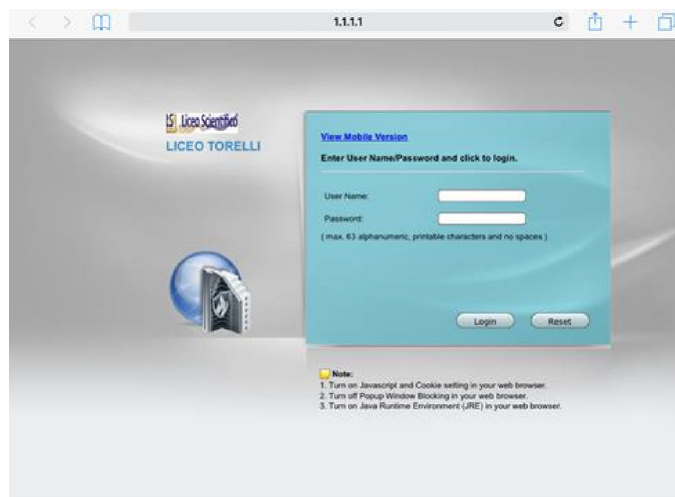 1.1.1.1
LS Liceo Scientifico
LICEO TORELLI
View Mobile Version
Enter User Name/Password and click to login.
User Name:
Password:
( max. 63 alphanumeric, printable characters and no spaces )
Login Reset
Note:
1. Turn on Javascript and Cookie setting in your web browser.
2. Turn off Popup Window Blocking in your web browser.
3. Turn on Java Runtime Environment (JRE) in your web browser.